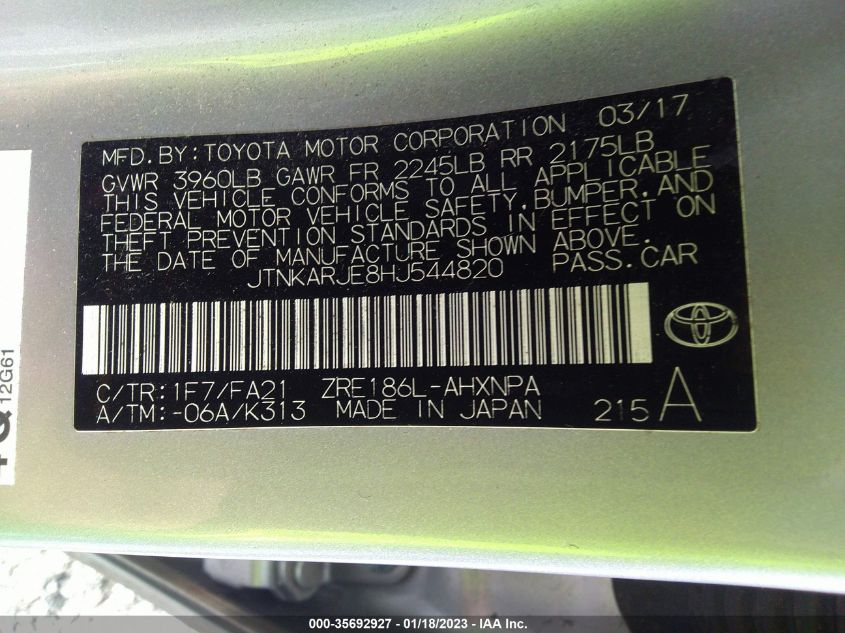 MFD.BY:TOYOTA MOTOR CORPORATION 03/17
GVWR 3960LB GAWR FR 2245LB RR 2175LB
THIS VEHICLE CONFORMS TO ALL APPLICABLE
FEDERAL MOTOR VEHICLE SAFETY,BUMPER,AND
THEFT PREVENTION STANDARDS IN EFFECT ON
THE DATE OF MANUFACTURE SHOWN ABOVE.
JTNKARJE8HJ544820 PASS.CAR
C/TR:1F7/FA21 ZRE186L-AHXNPA
A/TM:-06A/K313 MADE IN JAPAN 215 A
12G61
000-35692927 - 01/18/2023 - IAA Inc.